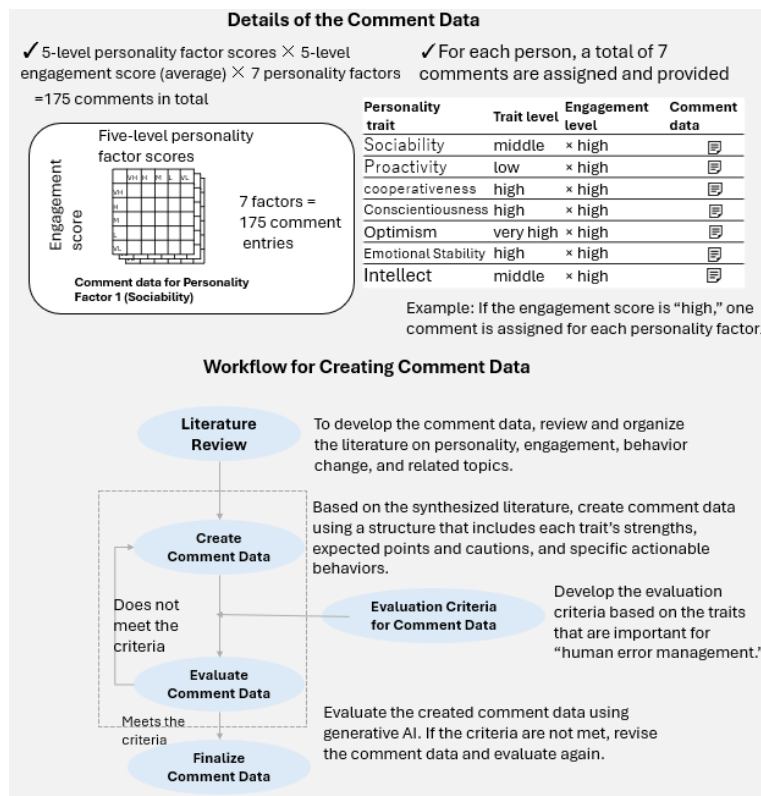 Details of the Comment Data
✓5-level personality factor scores × 5-level
engagement score (average) × 7 personality factors
=175 comments in total
✓For each person, a total of 7
comments are assigned and provided
Five-level personality
factor scores
Engagement
score
VH H M L VL
VH
H
M
L
VL
7 factors =
175 comment
entries
Comment data for Personality
Factor 1 (Sociability)
Personality trait Trait level Engagement level Comment data
Sociability middle × high
Proactivity low × high
cooperativeness high × high
Conscientiousness high × high
Optimism very high × high
Emotional Stability high × high
Intellect middle × high
Example: If the engagement score is “high,” one
comment is assigned for each personality factor.
Workflow for Creating Comment Data
Literature
Review
To develop the comment data, review and organize
the literature on personality, engagement, behavior
change, and related topics.
Create
Comment Data
Based on the synthesized literature, create comment data
using a structure that includes each trait’s strengths,
expected points and cautions, and specific actionable
behaviors.
Does not
meet the
criteria
Evaluation Criteria
for Comment Data
Develop the evaluation
criteria based on the traits
that are important for
“human error management.”
Evaluate
Comment Data
Meets the
criteria
Evaluate the created comment data using
generative AI. If the criteria are not met, revise
the comment data and evaluate again.
Finalize
Comment Data